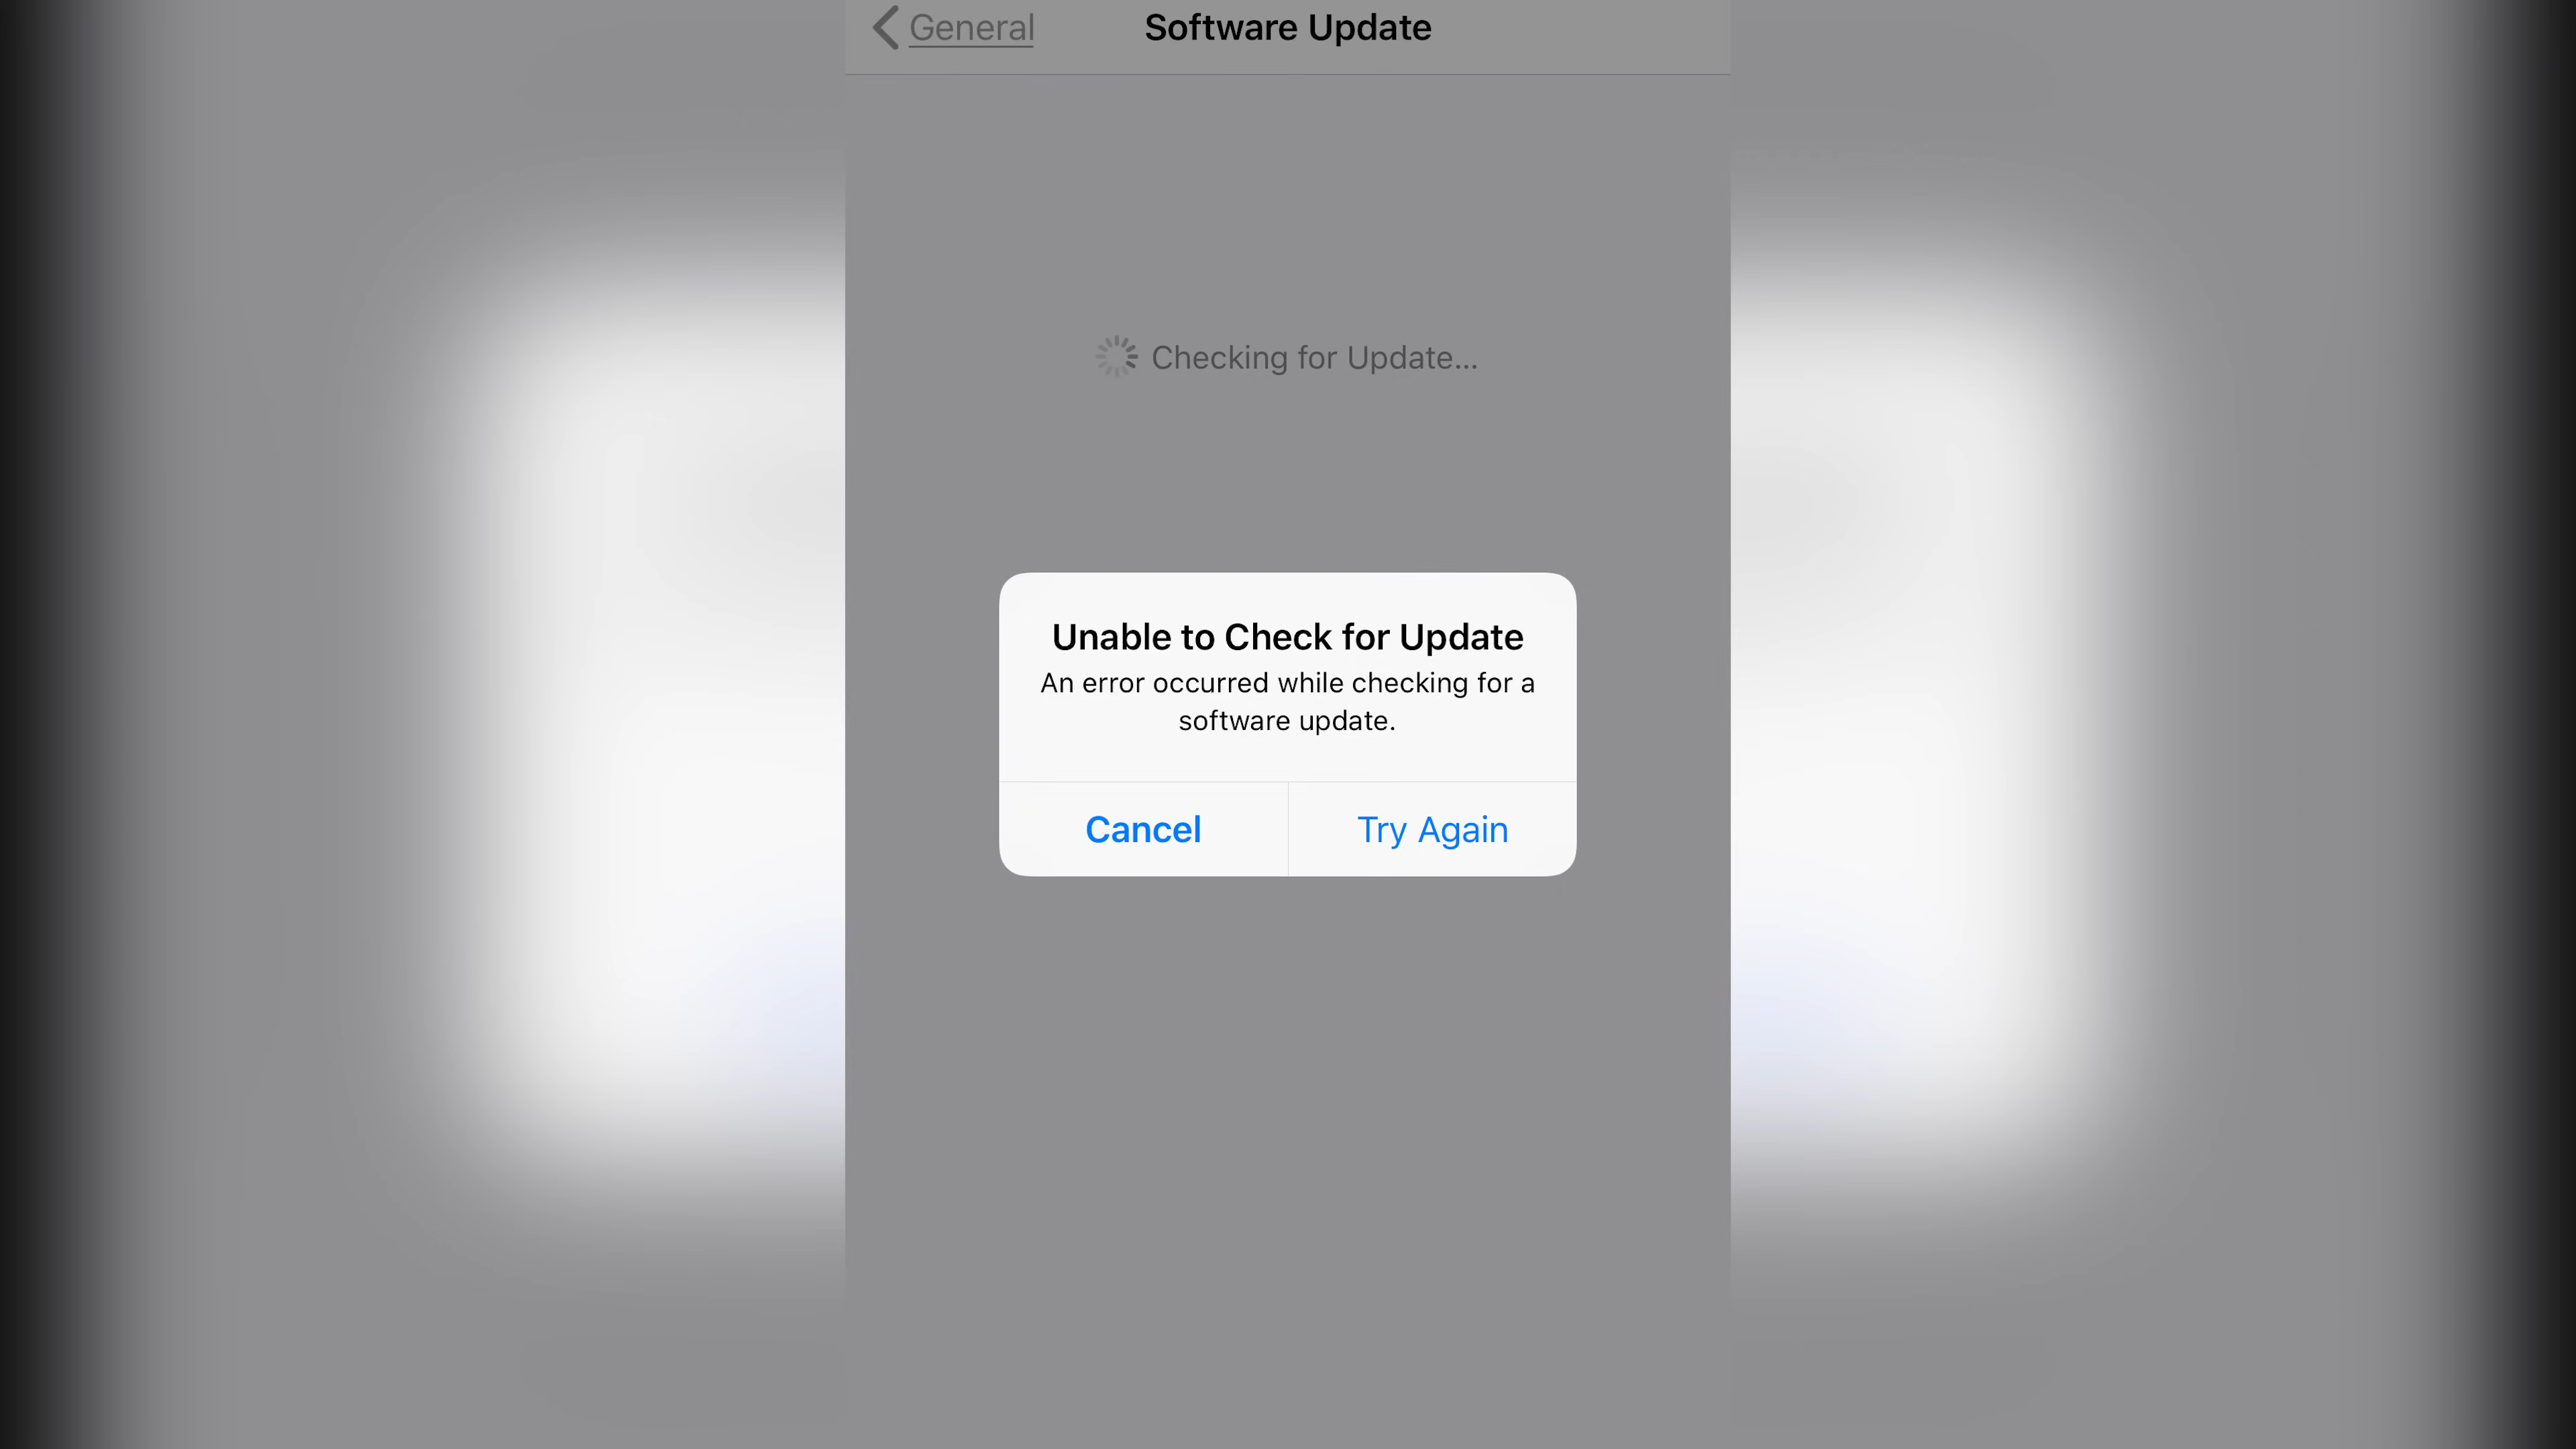 General
Software Update
Checking for Update...
Unable to Check for Update
An error occurred while checking for a
software update.
Cancel
Try Again